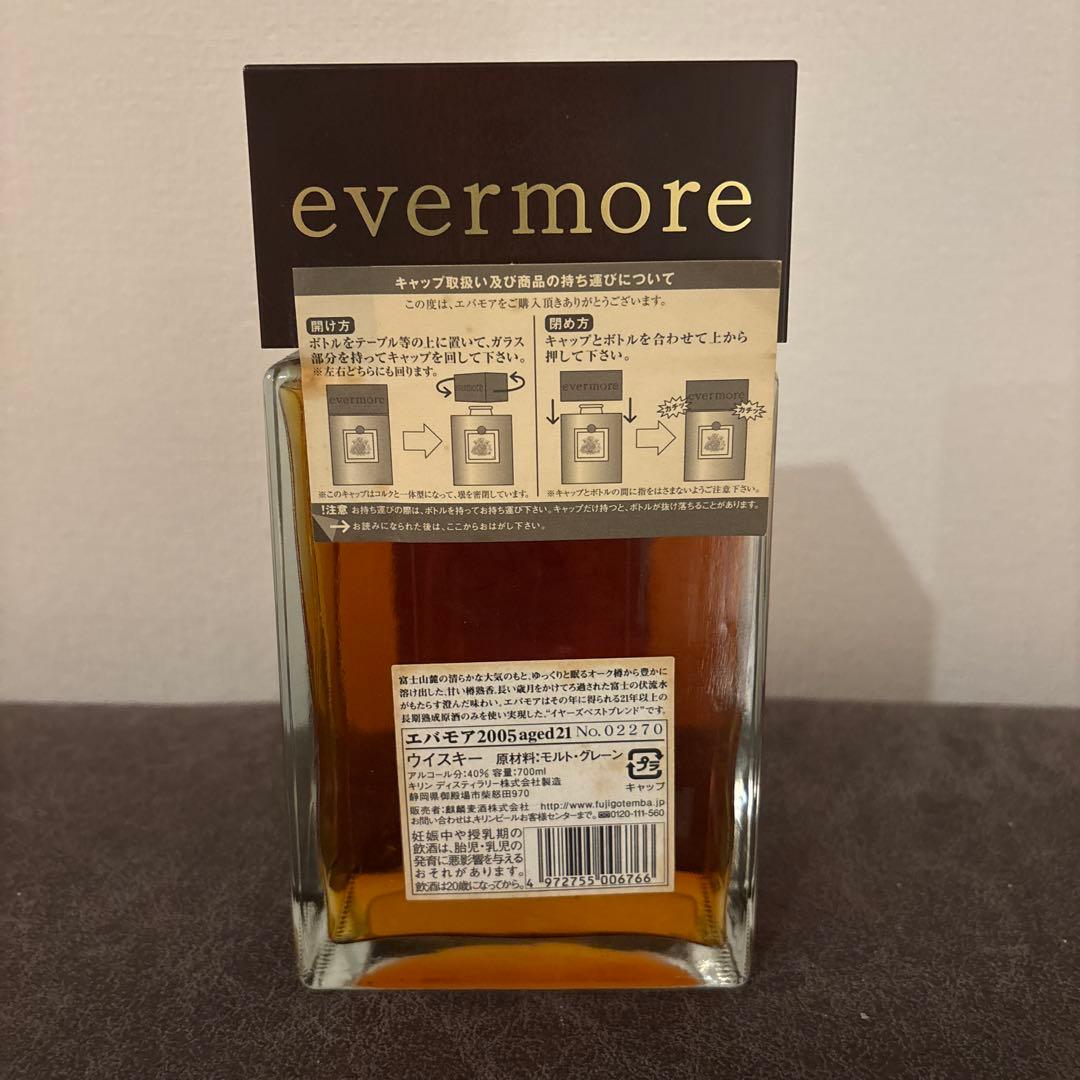 evermore
キャップ取扱い及び商品の持ち運びについて
この度は、エバモアをご購入頂きありがとうございます。
開け方
ボトルをテーブル等の上に置いて、ガラス
部分を持ってキャップを回して下さい。
※左右どちらにも回ります。
evermore
evermore
※このキャップはコルクと一体型になって、壜を密閉しています。
閉め方
キャップとボトルを合わせて上から
押して下さい。
evermore
evermore
カチッ
カチッ
※キャップとボトルの間に指をはさまないようご注意下さい。
!注意 お持ち運びの際は、ボトルを持ってお持ち運び下さい。キャップだけ持つと、ボトルが抜け落ちることがあります。
お読みになられた後は、ここからおはがし下さい。
富士山麓の清らかな大気のもと、ゆっくりと眠るオーク樽から豊かに
溶け出した、甘い樽熟香。長い歳月をかけてろ過された富士の伏流水
がもたらす澄んだ味わい。エバモアはその年に得られる21年以上の
長期熟成原酒のみを使い実現した、“イヤーズベストブレンド”です。
エバモア2005aged21 No.02270
ウイスキー 原材料:モルト・グレーン
アルコール分:40% 容量:700ml
キリン ディスティラリー株式会社製造
静岡県御殿場市柴怒田970
プラ
キャップ
販売者:麒麟麦酒株式会社 http://www.fujigotemba.jp/
お問い合わせは、キリンビールお客様センターまで。0120-111-560
妊娠中や授乳期の
飲酒は、胎児・乳児の
発育に悪影響を与える
おそれがあります。
飲酒は20歳になってから。
4 972755 006766